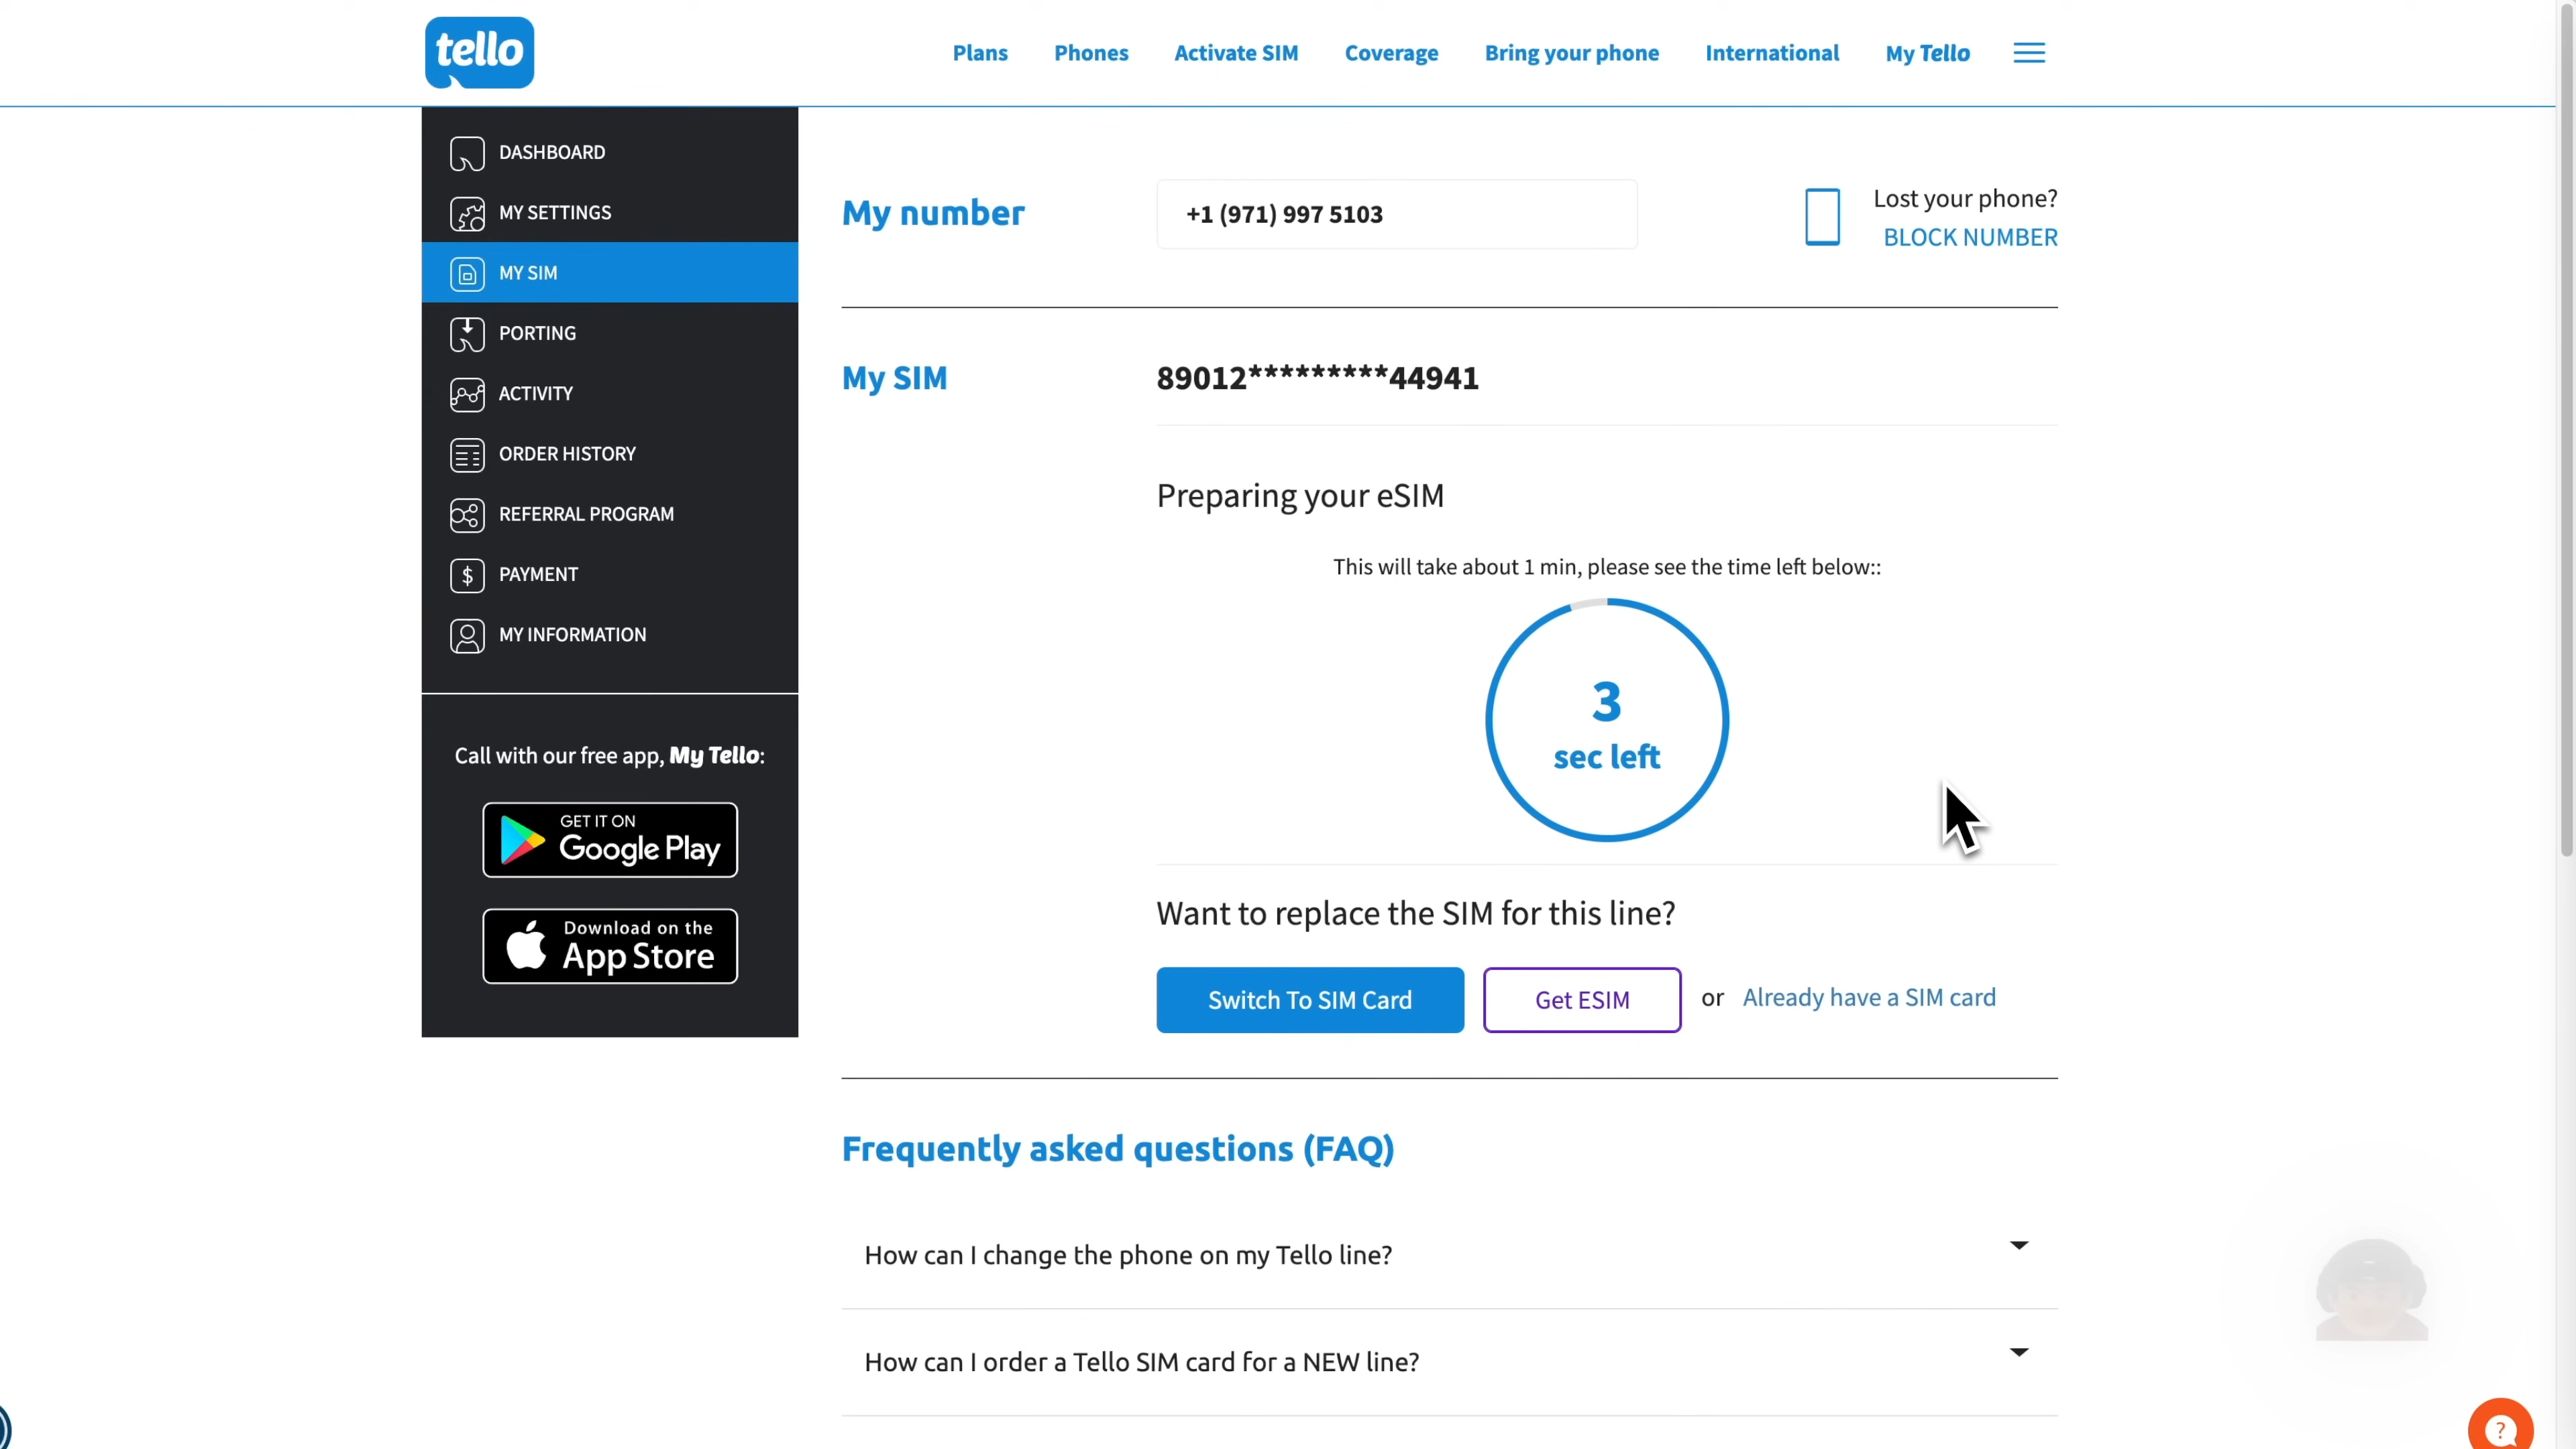 tello
Plans
Phones
Activate SIM
Coverage
Bring your phone
International
My Tello
DASHBOARD
MY SETTINGS
MY SIM
PORTING
ACTIVITY
ORDER HISTORY
REFERRAL PROGRAM
$ PAYMENT
MY INFORMATION
Call with our free app, My Tello:
GET IT ON
Google Play
Download on the
App Store
My number
+1 (971) 997 5103
Lost your phone?
BLOCK NUMBER
My SIM
89012*********44941
Preparing your eSIM
This will take about 1 min, please see the time left below::
3
sec left
Want to replace the SIM for this line?
Switch To SIM Card
Get ESIM
or Already have a SIM card
Frequently asked questions (FAQ)
How can I change the phone on my Tello line?
How can I order a Tello SIM card for a NEW line?
?